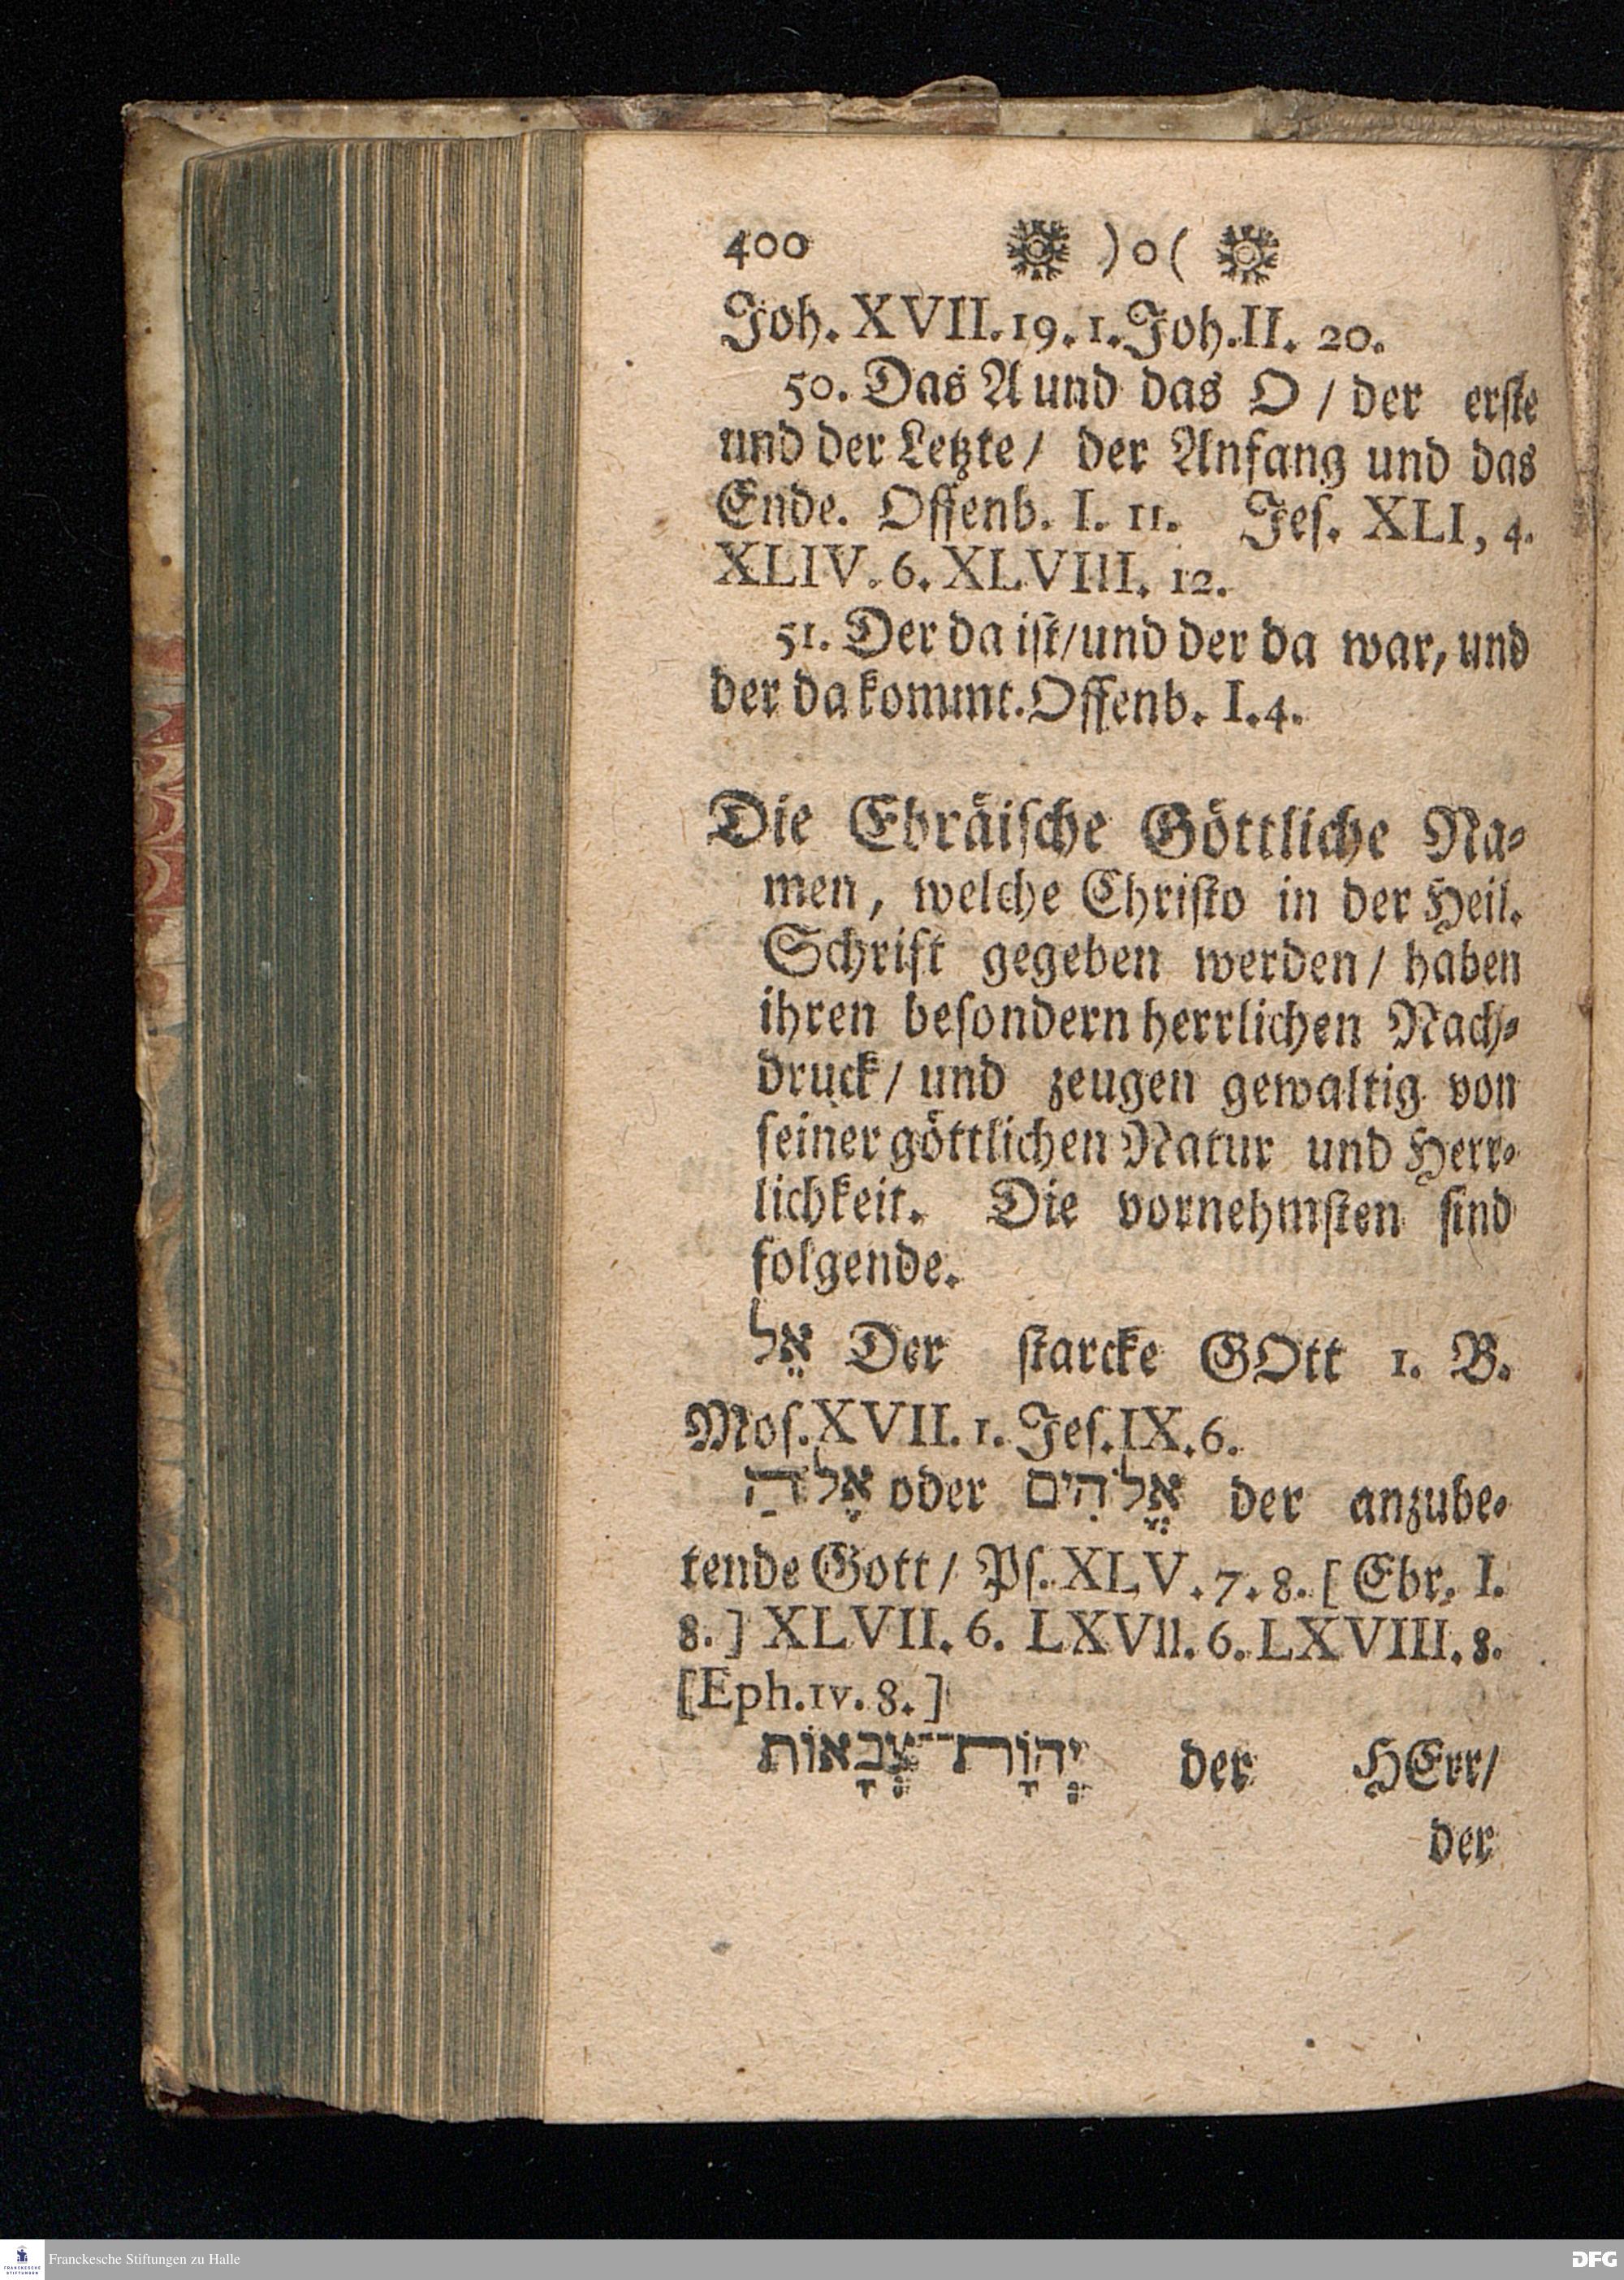 400 )o(
Joh. XVII. 19. 1. Joh. II. 20.
50. Das A und das O / der erſte
und der Letzte / der Anfang und das
Ende. Offenb. I. 11. Jeſ. XLI, 4.
XLIV. 6. XLVIII. 12.
51. Der da iſt / und der da war, und
der da kommt. Offenb. I. 4.
Die Ebräiſche Göttliche Na-
men, welche Chriſto in der Heil.
Schrift gegeben werden / haben
ihren beſondern herrlichen Nach-
druck / und zeugen gewaltig von
ſeiner göttlichen Natur und Herr-
lichkeit. Die vornehmſten ſind
folgende.
אֵל Der ſtarcke GOtt 1. B.
Moſ. XVII. 1. Jeſ. IX. 6.
אֱלֹהַּ oder אֱלֹהִים der anzube-
tende Gott / Pſ. XLV. 7. 8. [Ebr. I.
8.] XLVII. 6. LXVII. 6. LXVIII. 8.
[Eph. IV. 8.]
יְהוָֹת־צְבָאוֹת der HErr /
der
Franckesche Stiftungen zu Halle
FRANCKESCHE
STIFTUNGEN
DFG